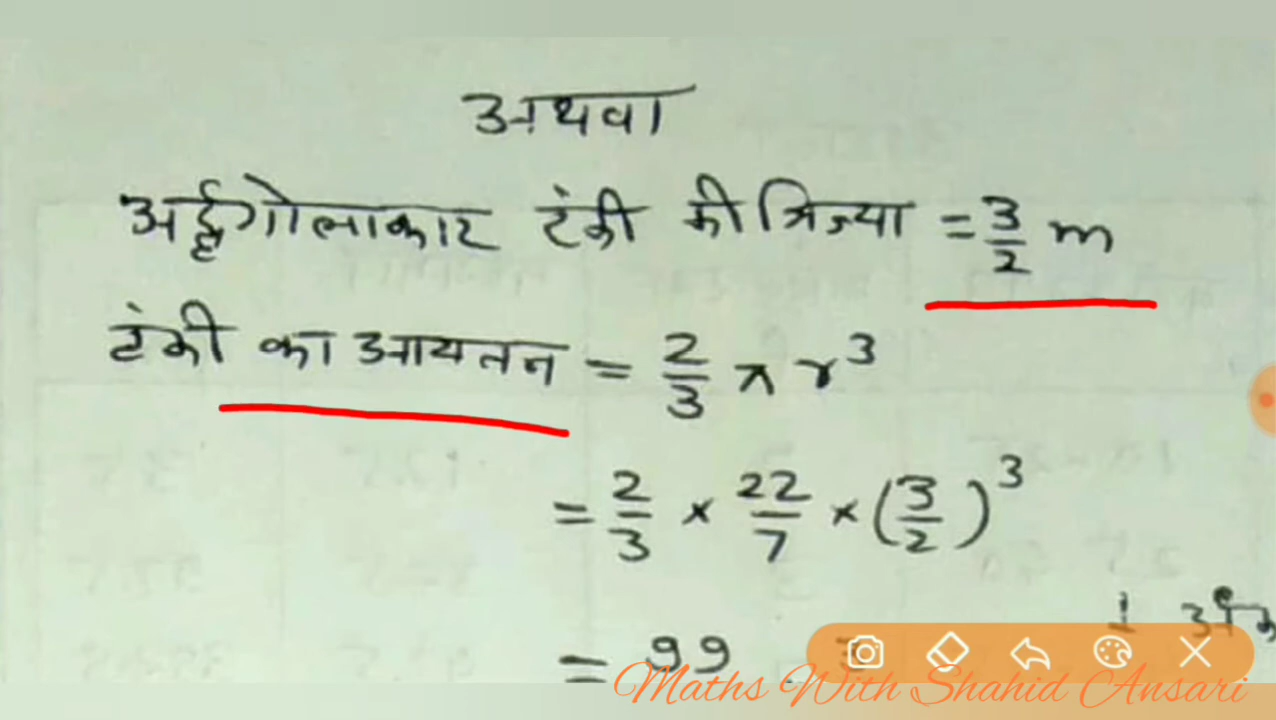 अथवा
अर्द्धगोलाकार टंकी की त्रिज्या = 3/2 m
टंकी का आयतन = 2/3 π r³
= 2/3 × 22/7 × (3/2)³
= 99
Maths With Shahid Ansari